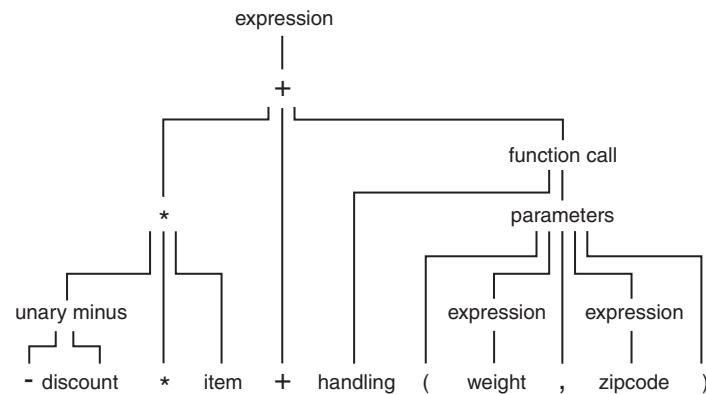 expression
+
function call
* parameters
unary minus expression expression
- discount * item + handling ( weight , zipcode )